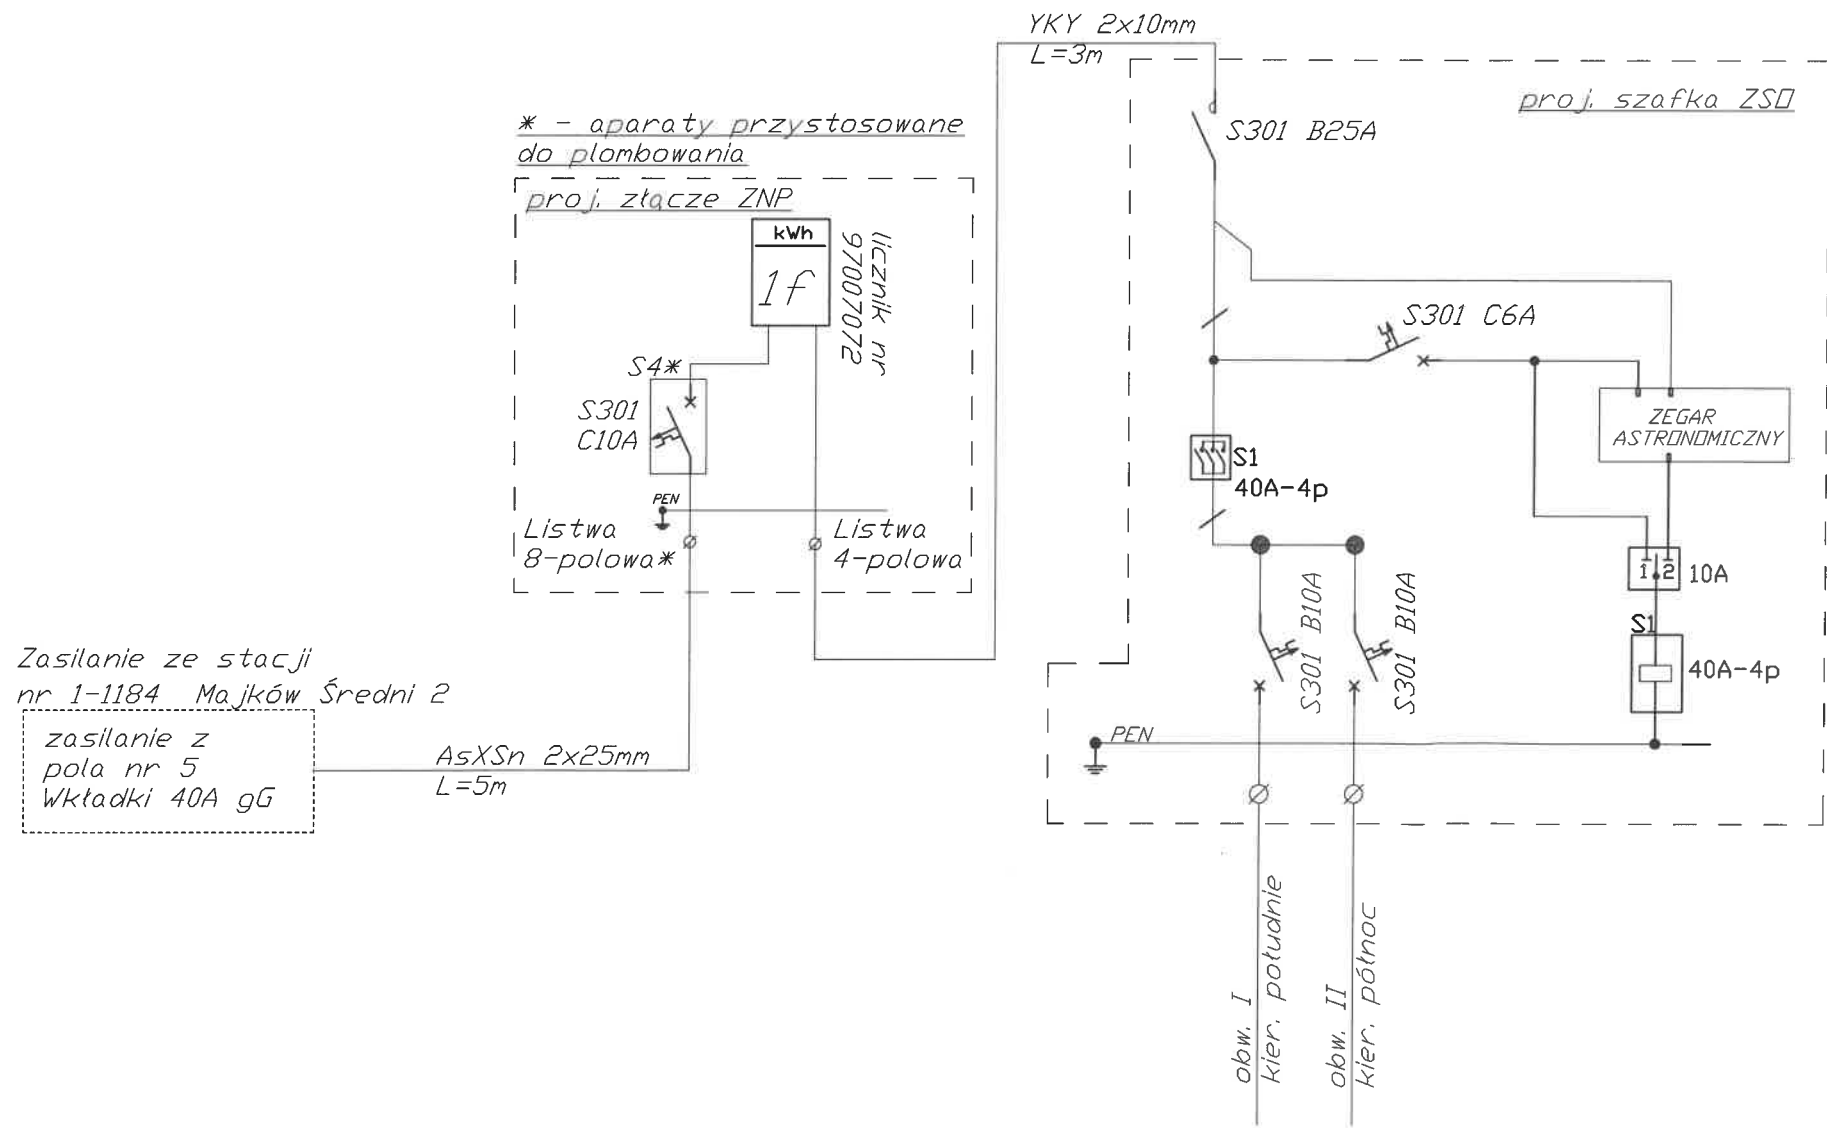 YKY 2x10mm
L=3m
proj. szafka ZSO
* - aparaty przystosowane
do plombowania
S301 B25A
proj. złącze ZNP
kWh
1f
licznik nr
97007072
S301 C6A
S4*
S301
C10A
ZEGAR
ASTRONOMICZNY
S1
40A-4p
PEN
Listwa
8-polowa*
Listwa
4-polowa
1 2
10A
S301 B10A
S301 B10A
S1
40A-4p
Zasilanie ze stacji
nr 1-1184 Majków Średni 2
zasilanie z
pola nr 5
Wkładki 40A gG
AsXSn 2x25mm
L=5m
PEN
obw. I
kier. południe
obw. II
kier. północ